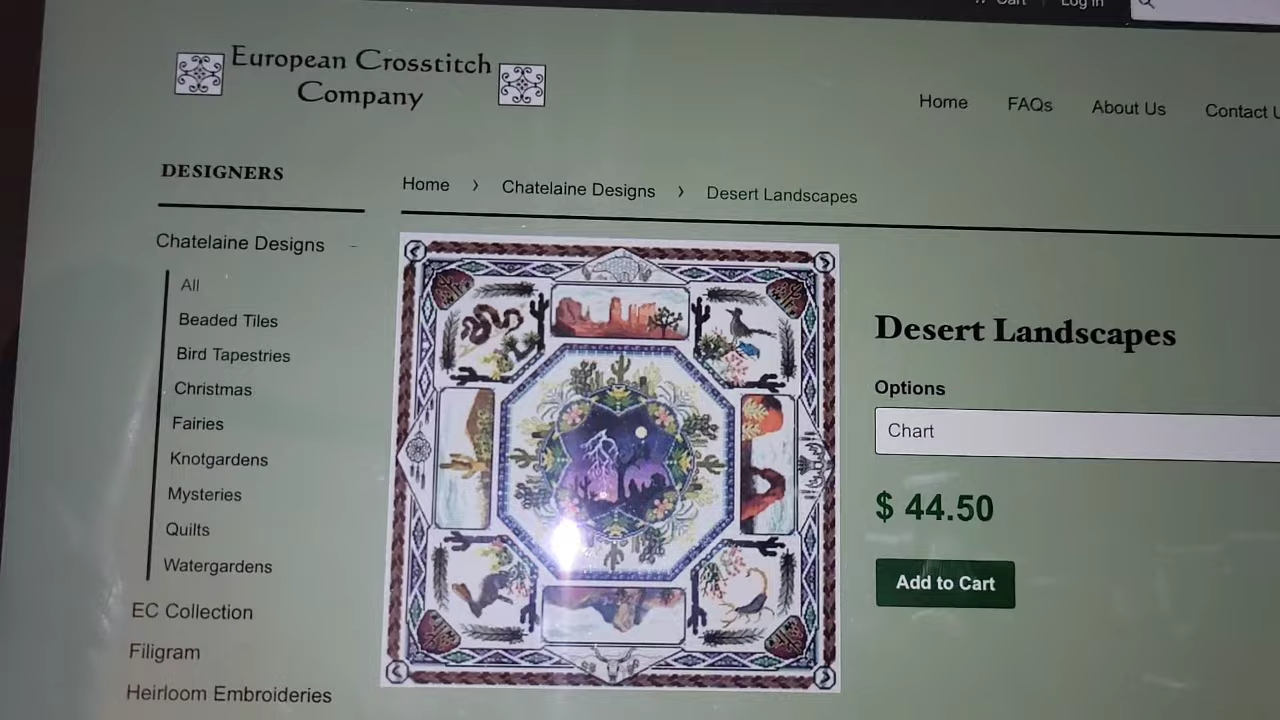 Cart
Log in
European Crosstitch
Company
Home
FAQs
About Us
Contact
DESIGNERS
Home > Chatelaine Designs > Desert Landscapes
Chatelaine Designs
All
Beaded Tiles
Bird Tapestries
Christmas
Fairies
Knotgardens
Mysteries
Quilts
Watergardens
EC Collection
Filigram
Heirloom Embroideries
Desert Landscapes
Options
Chart
$ 44.50
Add to Cart